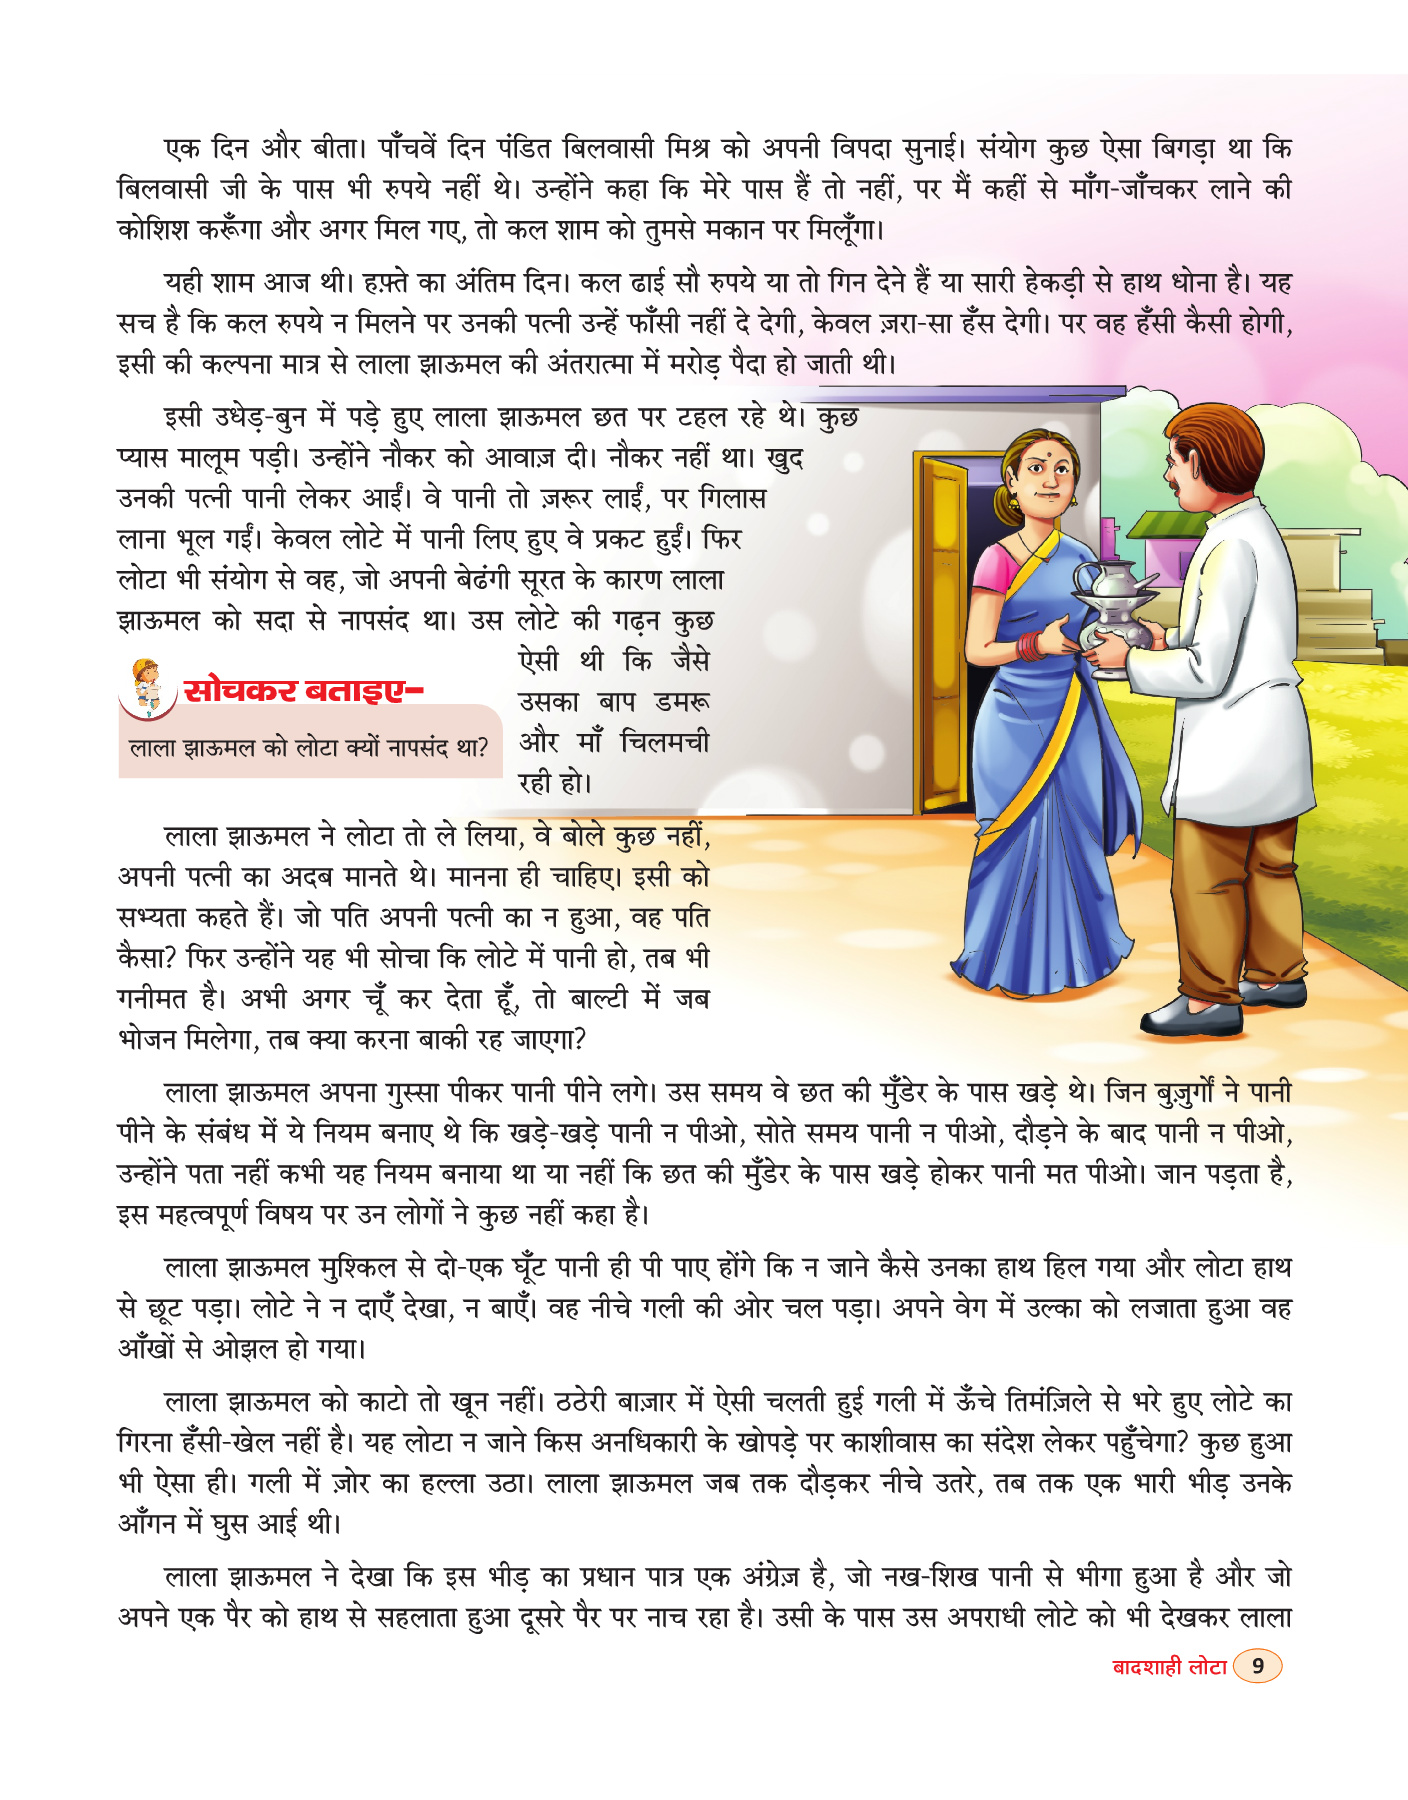 एक दिन और बीता। पाँचवें दिन पंडित बिलवासी मिश्र को अपनी विपदा सुनाई। संयोग कुछ ऐसा बिगड़ा था कि
बिलवासी जी के पास भी रुपये नहीं थे। उन्होंने कहा कि मेरे पास हैं तो नहीं, पर मैं कहीं से माँग-जाँचकर लाने की
कोशिश करूँगा और अगर मिल गए, तो कल शाम को तुमसे मकान पर मिलूँगा।
यही शाम आज थी। हफ़्ते का अंतिम दिन। कल ढाई सौ रुपये या तो गिन देने हैं या सारी हेकड़ी से हाथ धोना है। यह
सच है कि कल रुपये न मिलने पर उनकी पत्नी उन्हें फाँसी नहीं दे देगी, केवल ज़रा-सा हँस देगी। पर वह हँसी कैसी होगी,
इसी की कल्पना मात्र से लाला झाऊमल की अंतरात्मा में मरोड़ पैदा हो जाती थी।
इसी उधेड़-बुन में पड़े हुए लाला झाऊमल छत पर टहल रहे थे। कुछ
प्यास मालूम पड़ी। उन्होंने नौकर को आवाज़ दी। नौकर नहीं था। खुद
उनकी पत्नी पानी लेकर आईं। वे पानी तो ज़रूर लाईं, पर गिलास
लाना भूल गईं। केवल लोटे में पानी लिए हुए वे प्रकट हुईं। फिर
लोटा भी संयोग से वह, जो अपनी बेढंगी सूरत के कारण लाला
झाऊमल को सदा से नापसंद था। उस लोटे की गढ़न कुछ
ऐसी थी कि जैसे
उसका बाप डमरू
और माँ चिलमची
रही हो।
सोचकर बताइए–
लाला झाऊमल को लोटा क्यों नापसंद था?
लाला झाऊमल ने लोटा तो ले लिया, वे बोले कुछ नहीं,
अपनी पत्नी का अदब मानते थे। मानना ही चाहिए। इसी को
सभ्यता कहते हैं। जो पति अपनी पत्नी का न हुआ, वह पति
कैसा? फिर उन्होंने यह भी सोचा कि लोटे में पानी हो, तब भी
गनीमत है। अभी अगर चूँ कर देता हूँ, तो बाल्टी में जब
भोजन मिलेगा, तब क्या करना बाकी रह जाएगा?
लाला झाऊमल अपना गुस्सा पीकर पानी पीने लगे। उस समय वे छत की मुँडेर के पास खड़े थे। जिन बुज़ुर्गों ने पानी
पीने के संबंध में ये नियम बनाए थे कि खड़े-खड़े पानी न पीओ, सोते समय पानी न पीओ, दौड़ने के बाद पानी न पीओ,
उन्होंने पता नहीं कभी यह नियम बनाया था या नहीं कि छत की मुँडेर के पास खड़े होकर पानी मत पीओ। जान पड़ता है,
इस महत्वपूर्ण विषय पर उन लोगों ने कुछ नहीं कहा है।
लाला झाऊमल मुश्किल से दो-एक घूँट पानी ही पी पाए होंगे कि न जाने कैसे उनका हाथ हिल गया और लोटा हाथ
से छूट पड़ा। लोटे ने न दाएँ देखा, न बाएँ। वह नीचे गली की ओर चल पड़ा। अपने वेग में उल्का को लजाता हुआ वह
आँखों से ओझल हो गया।
लाला झाऊमल को काटो तो खून नहीं। ठठेरी बाज़ार में ऐसी चलती हुई गली में ऊँचे तिमंज़िले से भरे हुए लोटे का
गिरना हँसी-खेल नहीं है। यह लोटा न जाने किस अनधिकारी के खोपड़े पर काशीवास का संदेश लेकर पहुँचेगा? कुछ हुआ
भी ऐसा ही। गली में ज़ोर का हल्ला उठा। लाला झाऊमल जब तक दौड़कर नीचे उतरे, तब तक एक भारी भीड़ उनके
आँगन में घुस आई थी।
लाला झाऊमल ने देखा कि इस भीड़ का प्रधान पात्र एक अंग्रेज़ है, जो नख-शिख पानी से भीगा हुआ है और जो
अपने एक पैर को हाथ से सहलाता हुआ दूसरे पैर पर नाच रहा है। उसी के पास उस अपराधी लोटे को भी देखकर लाला
बादशाही लोटा 9